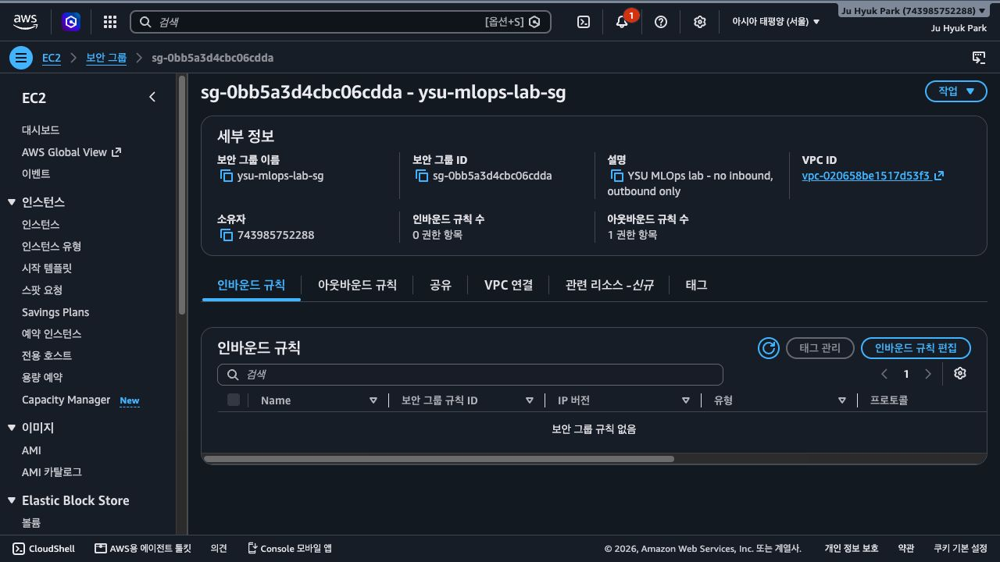 aws
검색
[옵션+S]
1
아시아 태평양 (서울)
Ju Hyuk Park (743985752288)
Ju Hyuk Park
EC2
보안 그룹
sg-0bb5a3d4cbc06cdda
EC2
대시보드
AWS Global View
이벤트
인스턴스
인스턴스
인스턴스 유형
시작 템플릿
스팟 요청
Savings Plans
예약 인스턴스
전용 호스트
용량 예약
Capacity Manager New
이미지
AMI
AMI 카탈로그
Elastic Block Store
볼륨
sg-0bb5a3d4cbc06cdda - ysu-mlops-lab-sg
작업
세부 정보
보안 그룹 이름
ysu-mlops-lab-sg
보안 그룹 ID
sg-0bb5a3d4cbc06cdda
설명
YSU MLOps lab - no inbound,
outbound only
VPC ID
vpc-020658be1517d53f3
소유자
743985752288
인바운드 규칙 수
0 권한 항목
아웃바운드 규칙 수
1 권한 항목
인바운드 규칙
아웃바운드 규칙
공유
VPC 연결
관련 리소스 -신규
태그
인바운드 규칙
태그 관리
인바운드 규칙 편집
검색
1
Name
보안 그룹 규칙 ID
IP 버전
유형
프로토콜
보안 그룹 규칙 없음
CloudShell
AWS용 에이전트 툴킷
의견
Console 모바일 앱
© 2026, Amazon Web Services, Inc. 또는 계열사.
개인 정보 보호
약관
쿠키 기본 설정